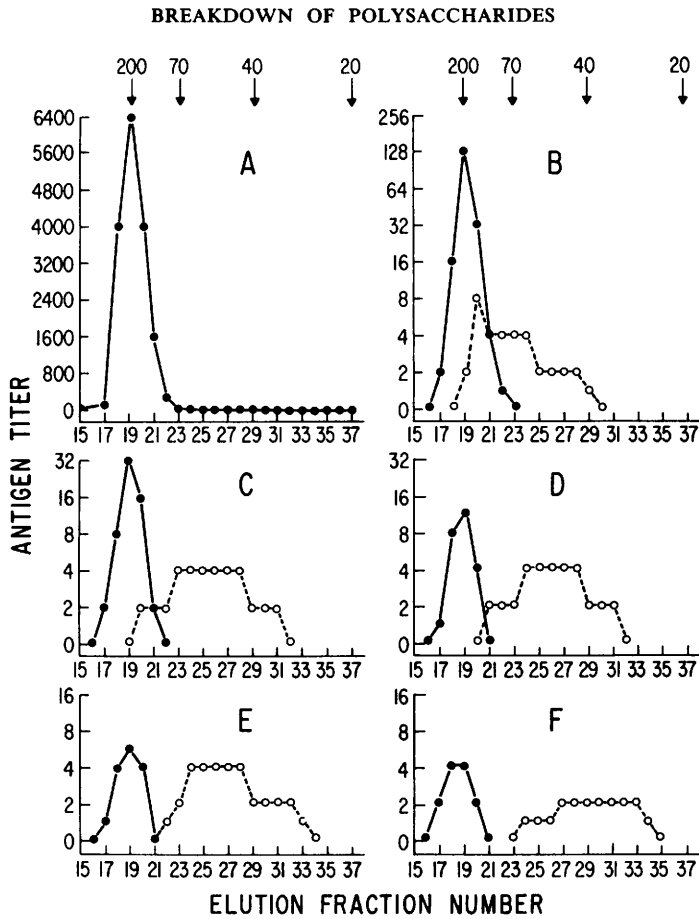 BREAKDOWN OF POLYSACCHARIDES
200 70 40 20
200 70 40 20
A
6400
5600
4800
4000
3200
2400
1600
800
0
15 17 19 21 23 25 27 29 31 33 35 37
B
256
128
64
32
16
8
4
2
0
15 17 19 21 23 25 27 29 31 33 35 37
ANTIGEN TITER
C
32
16
8
4
2
0
15 17 19 21 23 25 27 29 31 33 35 37
D
32
16
8
4
2
0
15 17 19 21 23 25 27 29 31 33 35 37
E
16
8
4
2
0
15 17 19 21 23 25 27 29 31 33 35 37
F
16
8
4
2
0
15 17 19 21 23 25 27 29 31 33 35 37
ELUTION FRACTION NUMBER